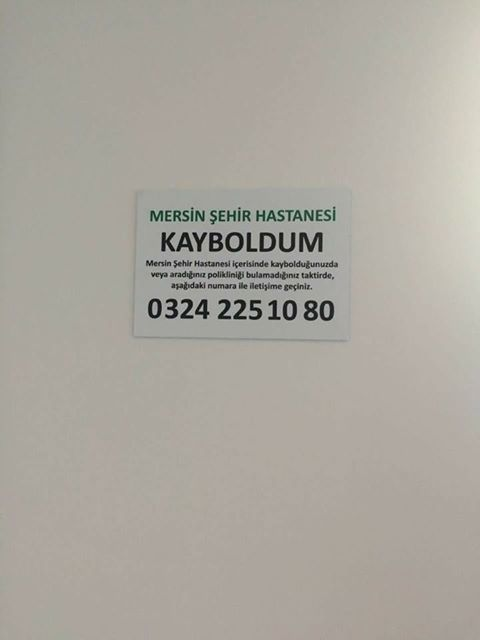 MERSİN ŞEHİR HASTANESİ
KAYBOLDUM
Mersin Şehir Hastanesi içerisinde kaybolduğunuzda
veya aradığınız polikliniği bulamadığınız taktirde,
aşağıdaki numara ile iletişime geçiniz.
0324 225 10 80